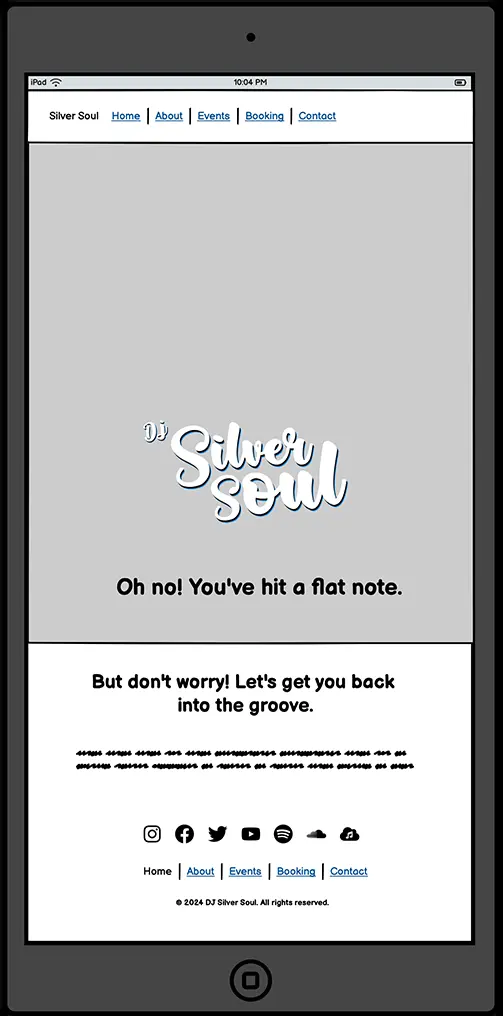 iPad 10:04 PM
Silver Soul Home About Events Booking Contact
Dj
Silver
Soul
Oh no! You've hit a flat note.
But don't worry! Let's get you back
into the groove.
Home About Events Booking Contact
© 2024 DJ Silver Soul. All rights reserved.